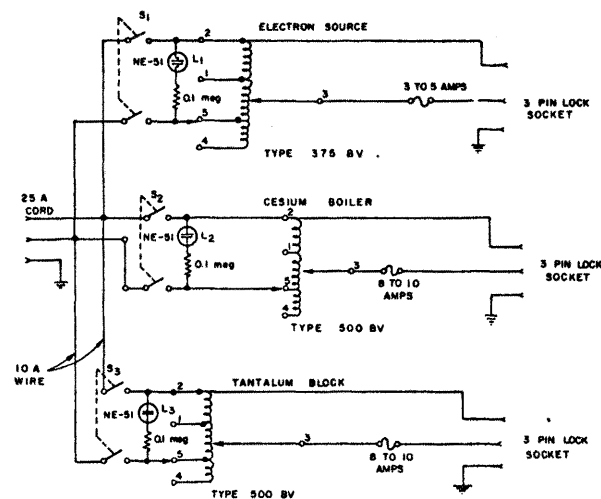 S1
ELECTRON SOURCE
2
NE-51
L1
1
0.1 meg
3
3 TO 5 AMPS
3 PIN LOCK
SOCKET
5
4
TYPE 375 BV
25 A
CORD
S2
CESIUM BOILER
2
NE-51
L2
1
0.1 meg
3
3 PIN LOCK
SOCKET
5
8 TO 10
AMPS
4
TYPE 500 BV
10 A
WIRE
S3
TANTALUM BLOCK
2
NE-51
L3
1
0.1 meg
3
3 PIN LOCK
SOCKET
5
8 TO 10
AMPS
4
TYPE 500 BV